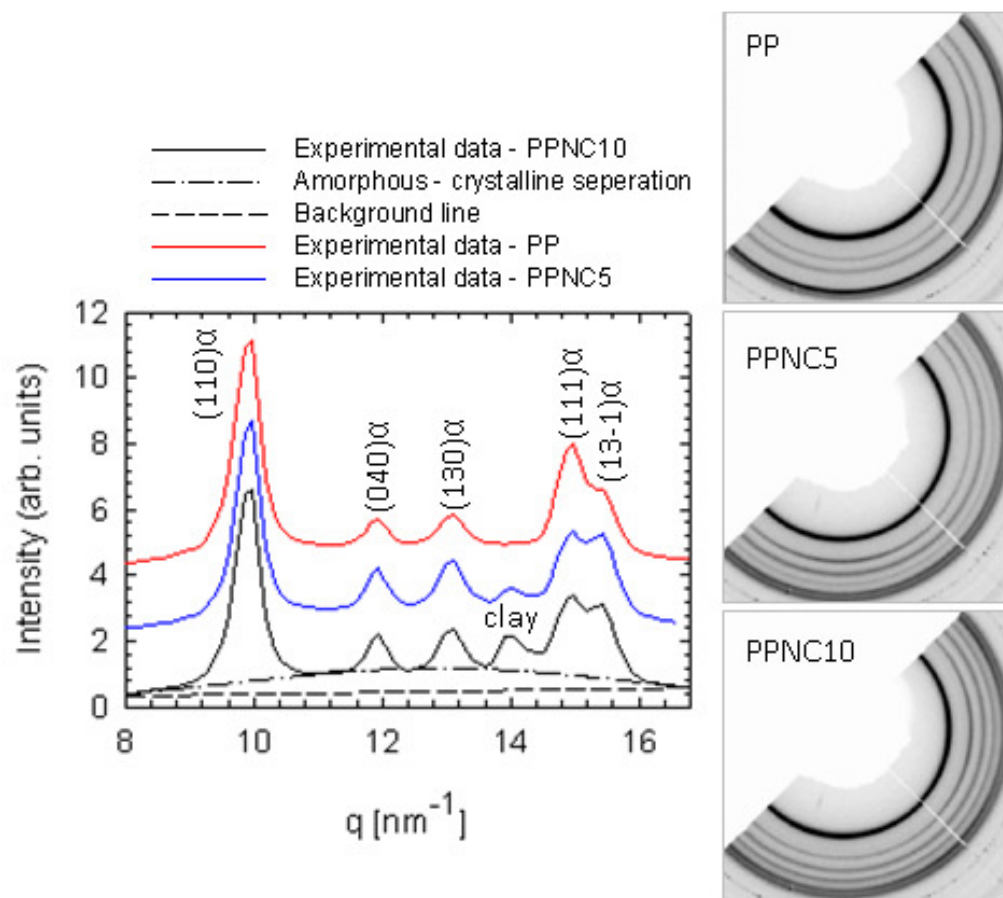 Experimental data - PPNC10
Amorphous - crystalline seperation
Background line
Experimental data - PP
Experimental data - PPNC5
12
10
8
6
4
2
0
Intensity (arb. units)
(110)α
(040)α
(130)α
(111)α
(13-1)α
clay
8
10
12
14
16
q [nm⁻¹]
PP
PPNC5
PPNC10